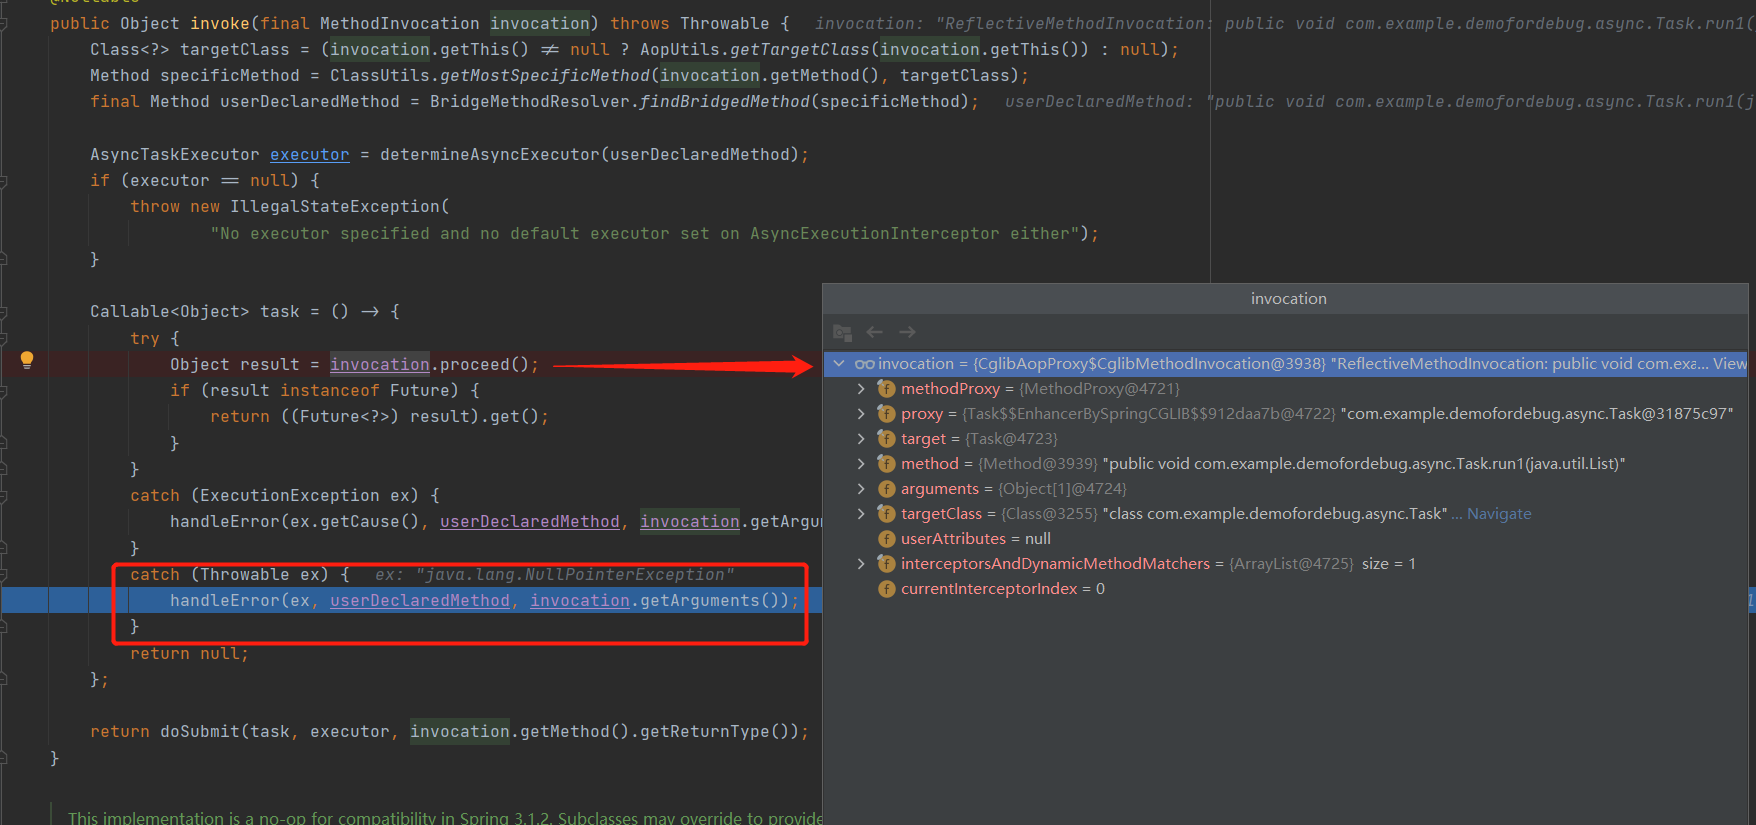 @Nullable
public Object invoke(final MethodInvocation invocation) throws Throwable {   invocation: "ReflectiveMethodInvocation: public void com.example.demofordebug.async.Task.run1(
Class<?> targetClass = (invocation.getThis() ≠ null ? AopUtils.getTargetClass(invocation.getThis()) : null);
Method specificMethod = ClassUtils.getMostSpecificMethod(invocation.getMethod(), targetClass);
final Method userDeclaredMethod = BridgeMethodResolver.findBridgedMethod(specificMethod);   userDeclaredMethod: "public void com.example.demofordebug.async.Task.run1(j
AsyncTaskExecutor executor = determineAsyncExecutor(userDeclaredMethod);
if (executor == null) {
throw new IllegalStateException(
"No executor specified and no default executor set on AsyncExecutionInterceptor either");
}
Callable<Object> task = () → {
try {
Object result = invocation.proceed();
if (result instanceof Future) {
return ((Future<?>) result).get();
}
}
catch (ExecutionException ex) {
handleError(ex.getCause(), userDeclaredMethod, invocation.getArgu
}
catch (Throwable ex) {   ex: "java.lang.NullPointerException"
handleError(ex, userDeclaredMethod, invocation.getArguments());
}
return null;
};
return doSubmit(task, executor, invocation.getMethod().getReturnType());
}
This implementation is a no-op for compatibility in Spring 3.1.2. Subclasses may override to provide
invocation
invocation = {CglibAopProxy$CglibMethodInvocation@3938} "ReflectiveMethodInvocation: public void com.exa... View
methodProxy = {MethodProxy@4721}
proxy = {Task$$EnhancerBySpringCGLIB$$912daa7b@4722} "com.example.demofordebug.async.Task@31875c97"
target = {Task@4723}
method = {Method@3939} "public void com.example.demofordebug.async.Task.run1(java.util.List)"
arguments = {Object[1]@4724}
targetClass = {Class@3255} "class com.example.demofordebug.async.Task" ... Navigate
userAttributes = null
interceptorsAndDynamicMethodMatchers = {ArrayList@4725} size = 1
currentInterceptorIndex = 0